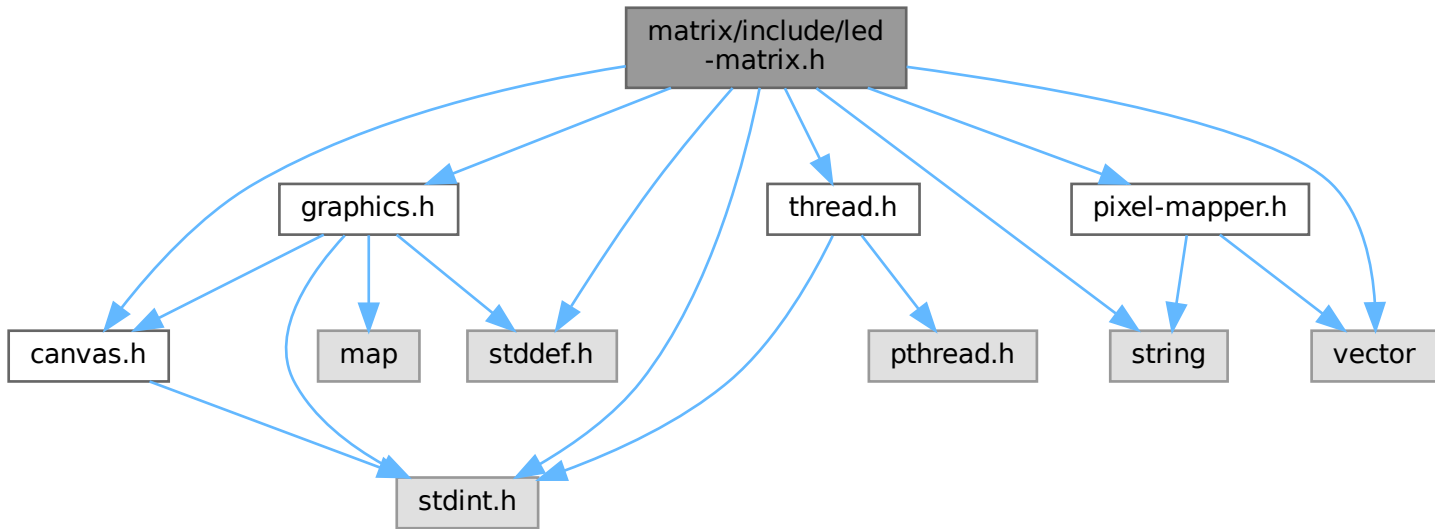 matrix/include/led
-matrix.h
graphics.h
thread.h
pixel-mapper.h
canvas.h
map
stddef.h
pthread.h
string
vector
stdint.h